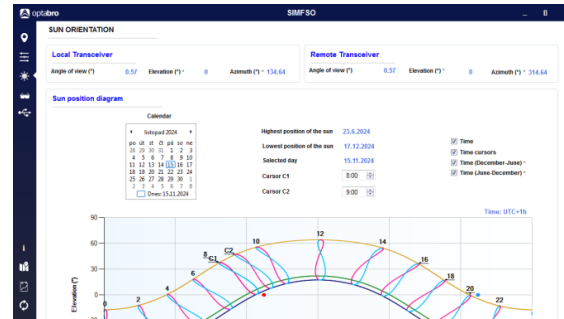 optabro SIMFSO
SUN ORIENTATION
Local Transceiver
Angle of view (°) 0.57 Elevation (°) * 0 Azimuth (°) * 134.64
Remote Transceiver
Angle of view (°) 0.57 Elevation (°) * 0 Azimuth (°) * 314.64
Sun position diagram
Calendar
listopad 2024
po út st čt pá so ne
28 29 30 31 1 2 3
4 5 6 7 8 9 10
11 12 13 14 15 16 17
18 19 20 21 22 23 24
25 26 27 28 29 30 1
2 3 4 5 6 7 8
Dnes: 15.11.2024
Highest position of the sun 23.6.2024
Lowest position of the sun 17.12.2024
Selected day 15.11.2024
Cursor C1 8:00
Cursor C2 9:00
Time
Time cursors
Time (December-June) *
Time (June-December) *
Time: UTC+1h
Elevation (°)
90
60
30
0
0 2 4 6 8 C1 C2 10 12 14 16 18 20 22